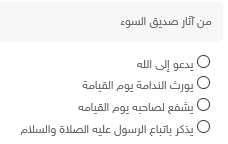 من آثار صديق السوء
يدعو إلى الله
يورث الندامة يوم القيامة
يشفع لصاحبه يوم القيامه
يذكر باتباع الرسول عليه الصلاة والسلام